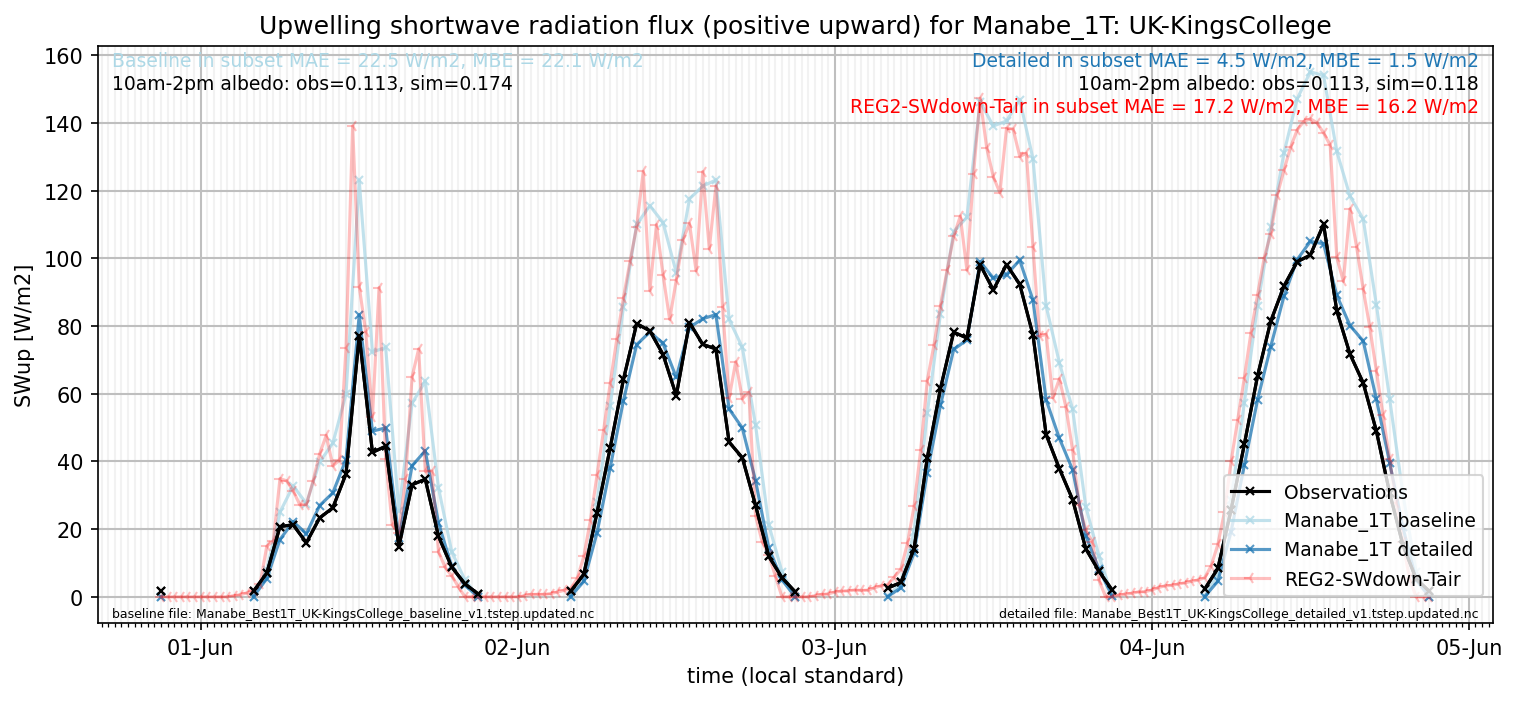 Upwelling shortwave radiation flux (positive upward) for Manabe_1T: UK-KingsCollege
Baseline in subset MAE = 22.5 W/m2, MBE = 22.1 W/m2
10am-2pm albedo: obs=0.113, sim=0.174
Detailed in subset MAE = 4.5 W/m2, MBE = 1.5 W/m2
10am-2pm albedo: obs=0.113, sim=0.118
REG2-SWdown-Tair in subset MAE = 17.2 W/m2, MBE = 16.2 W/m2
160
140
120
100
80
60
40
20
0
SWup [W/m2]
Observations
Manabe_1T baseline
Manabe_1T detailed
REG2-SWdown-Tair
baseline file: Manabe_Best1T_UK-KingsCollege_baseline_v1.tstep.updated.nc
detailed file: Manabe_Best1T_UK-KingsCollege_detailed_v1.tstep.updated.nc
01-Jun
02-Jun
03-Jun
04-Jun
05-Jun
time (local standard)